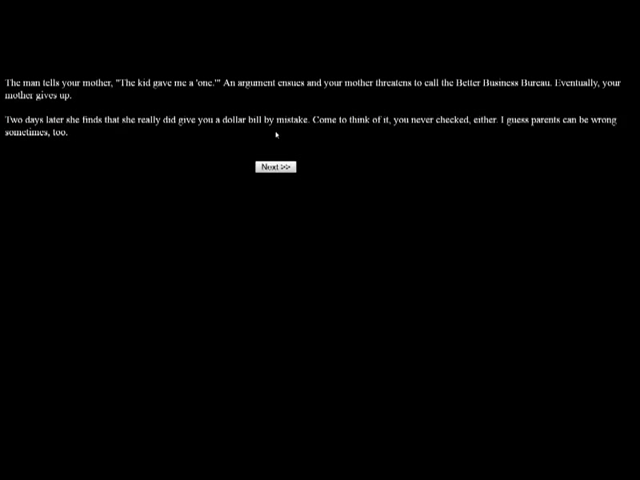 The man tells your mother, "The kid gave me a 'one.'" An argument ensues and your mother threatens to call the Better Business Bureau. Eventually, your
mother gives up.
Two days later she finds that she really did give you a dollar bill by mistake. Come to think of it, you never checked, either. I guess parents can be wrong
sometimes, too.
Next >>